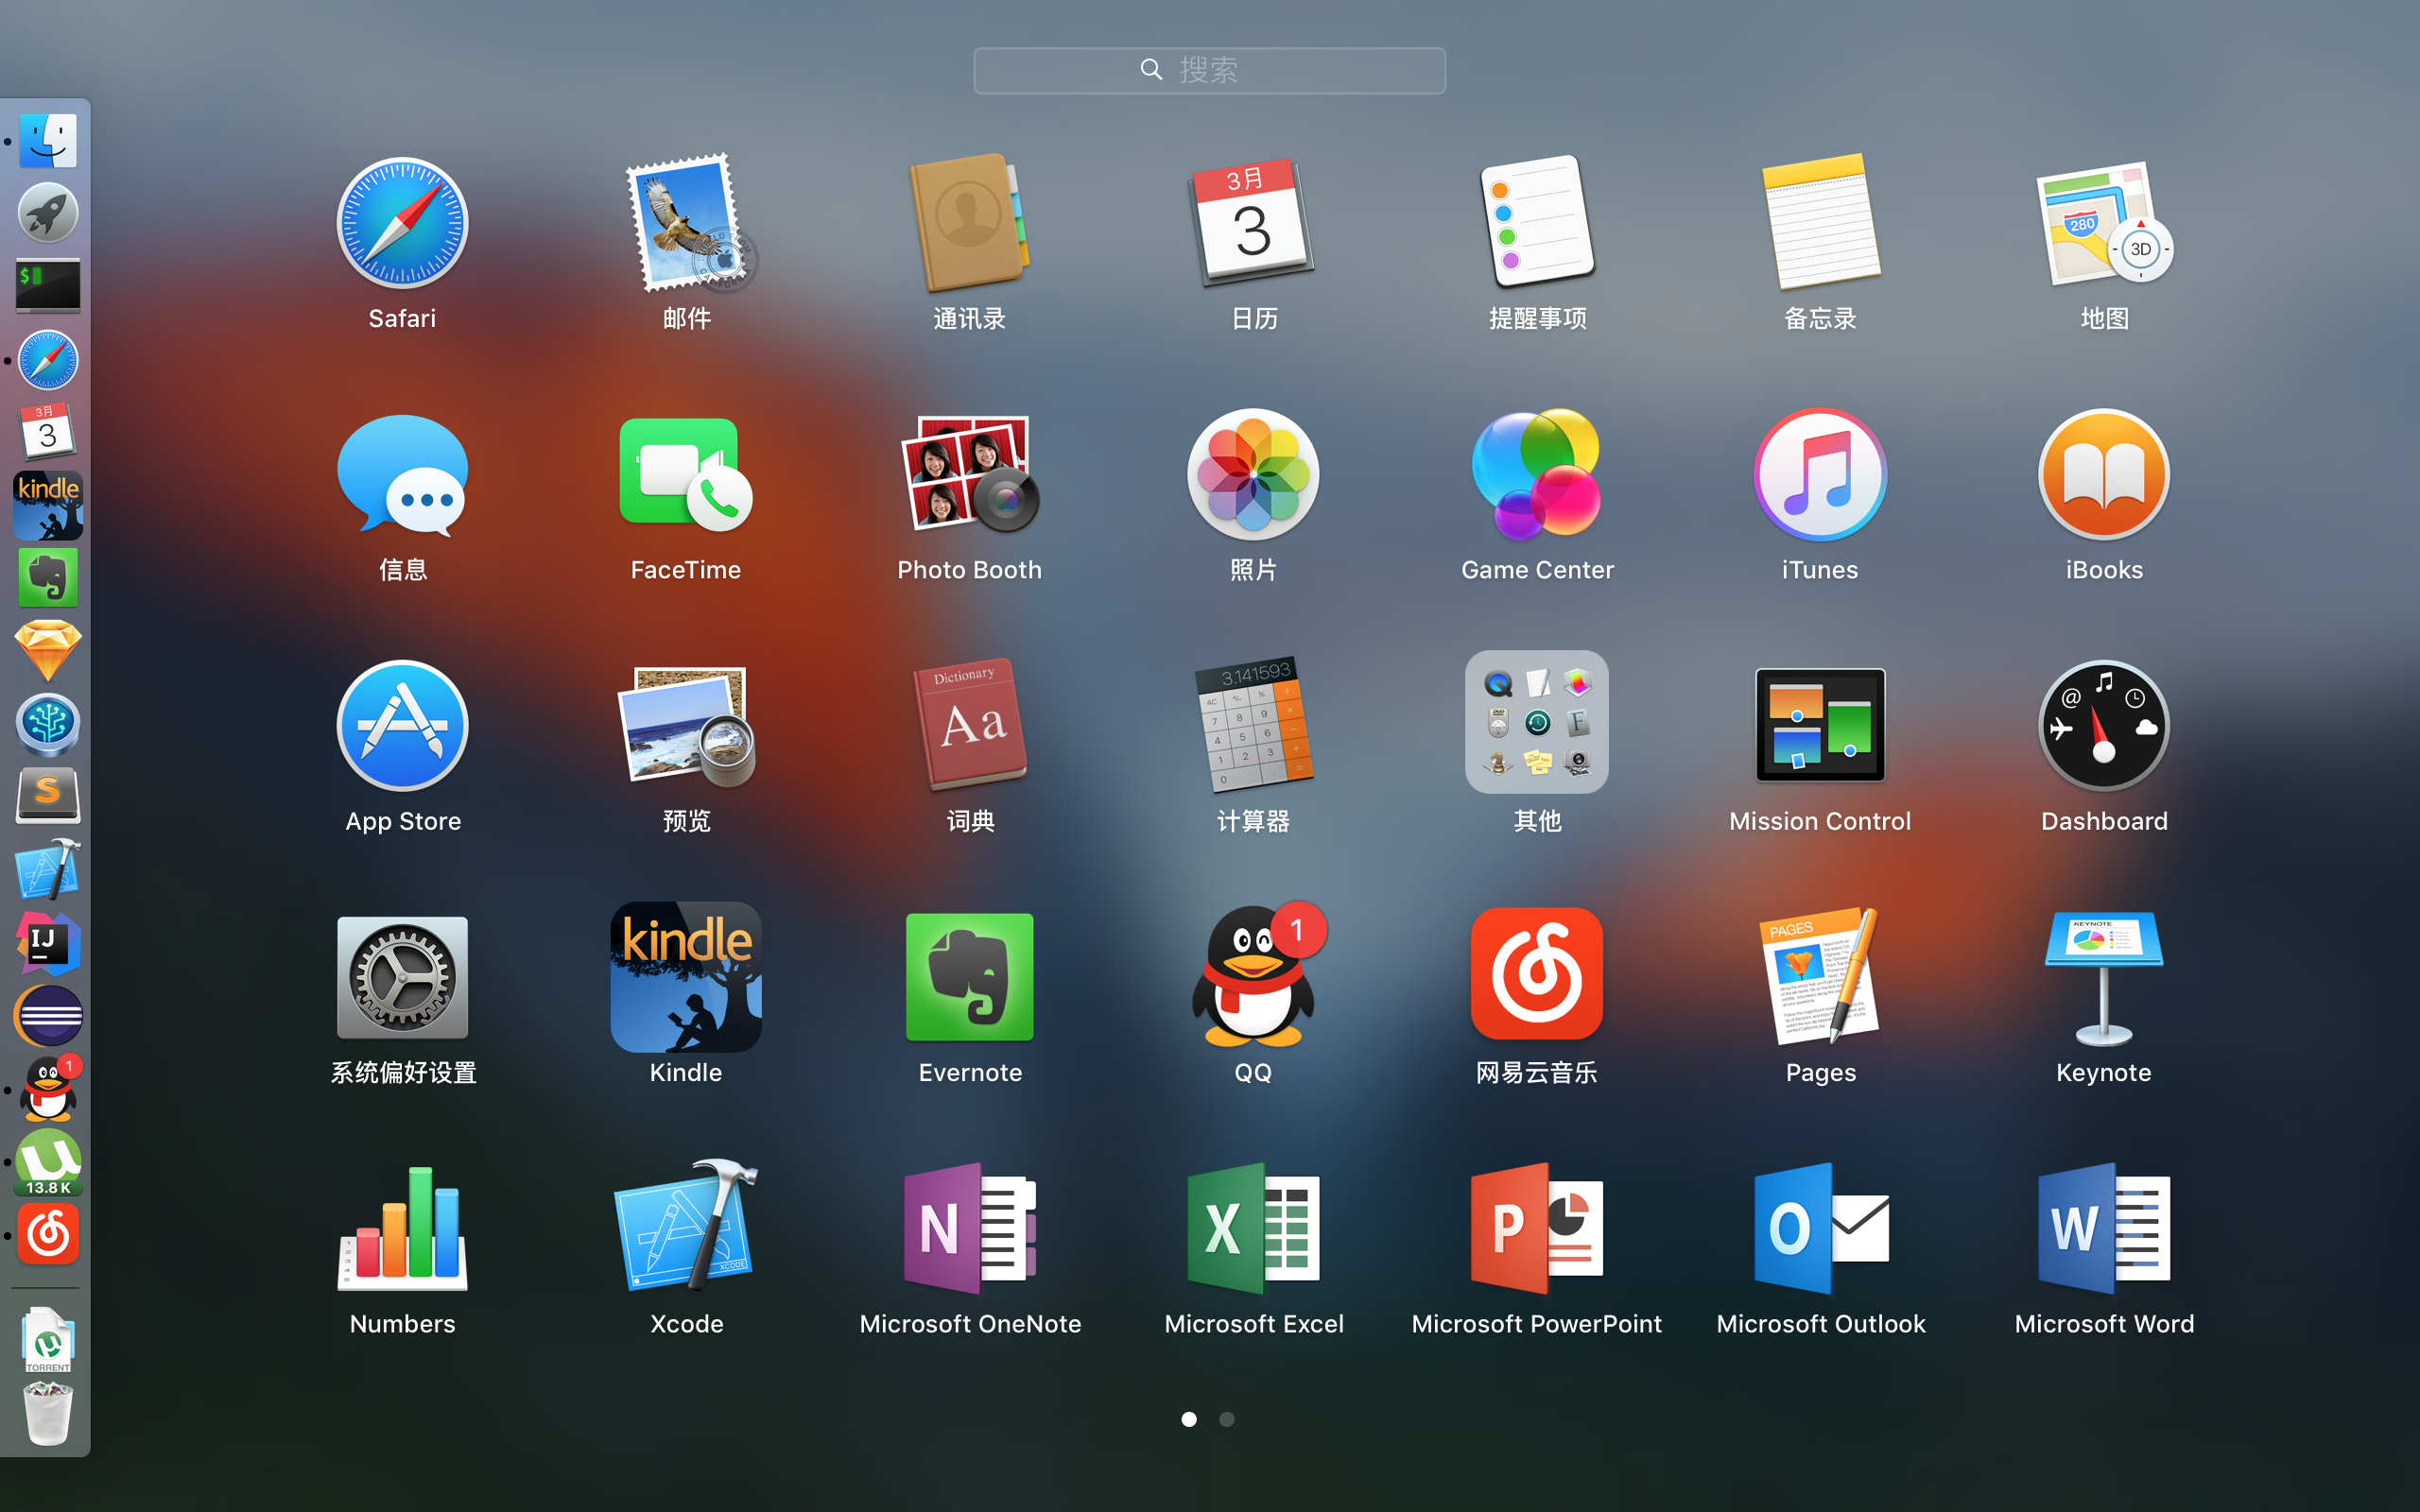 搜索
Safari
邮件
通讯录
3月
3
日历
提醒事项
备忘录
280
3D
地图
信息
FaceTime
Photo Booth
照片
Game Center
iTunes
iBooks
App Store
预览
Dictionary
Aa
词典
3.141593
计算器
其他
Mission Control
Dashboard
系统偏好设置
kindle
Kindle
Evernote
1
QQ
网易云音乐
PAGES
Pages
KEYNOTE
Keynote
Numbers
XCODE
Xcode
N
Microsoft OneNote
X
Microsoft Excel
P
Microsoft PowerPoint
O
Microsoft Outlook
W
Microsoft Word
$
3月
3
kindle
S
IJ
1
13.8 K
TORRENT